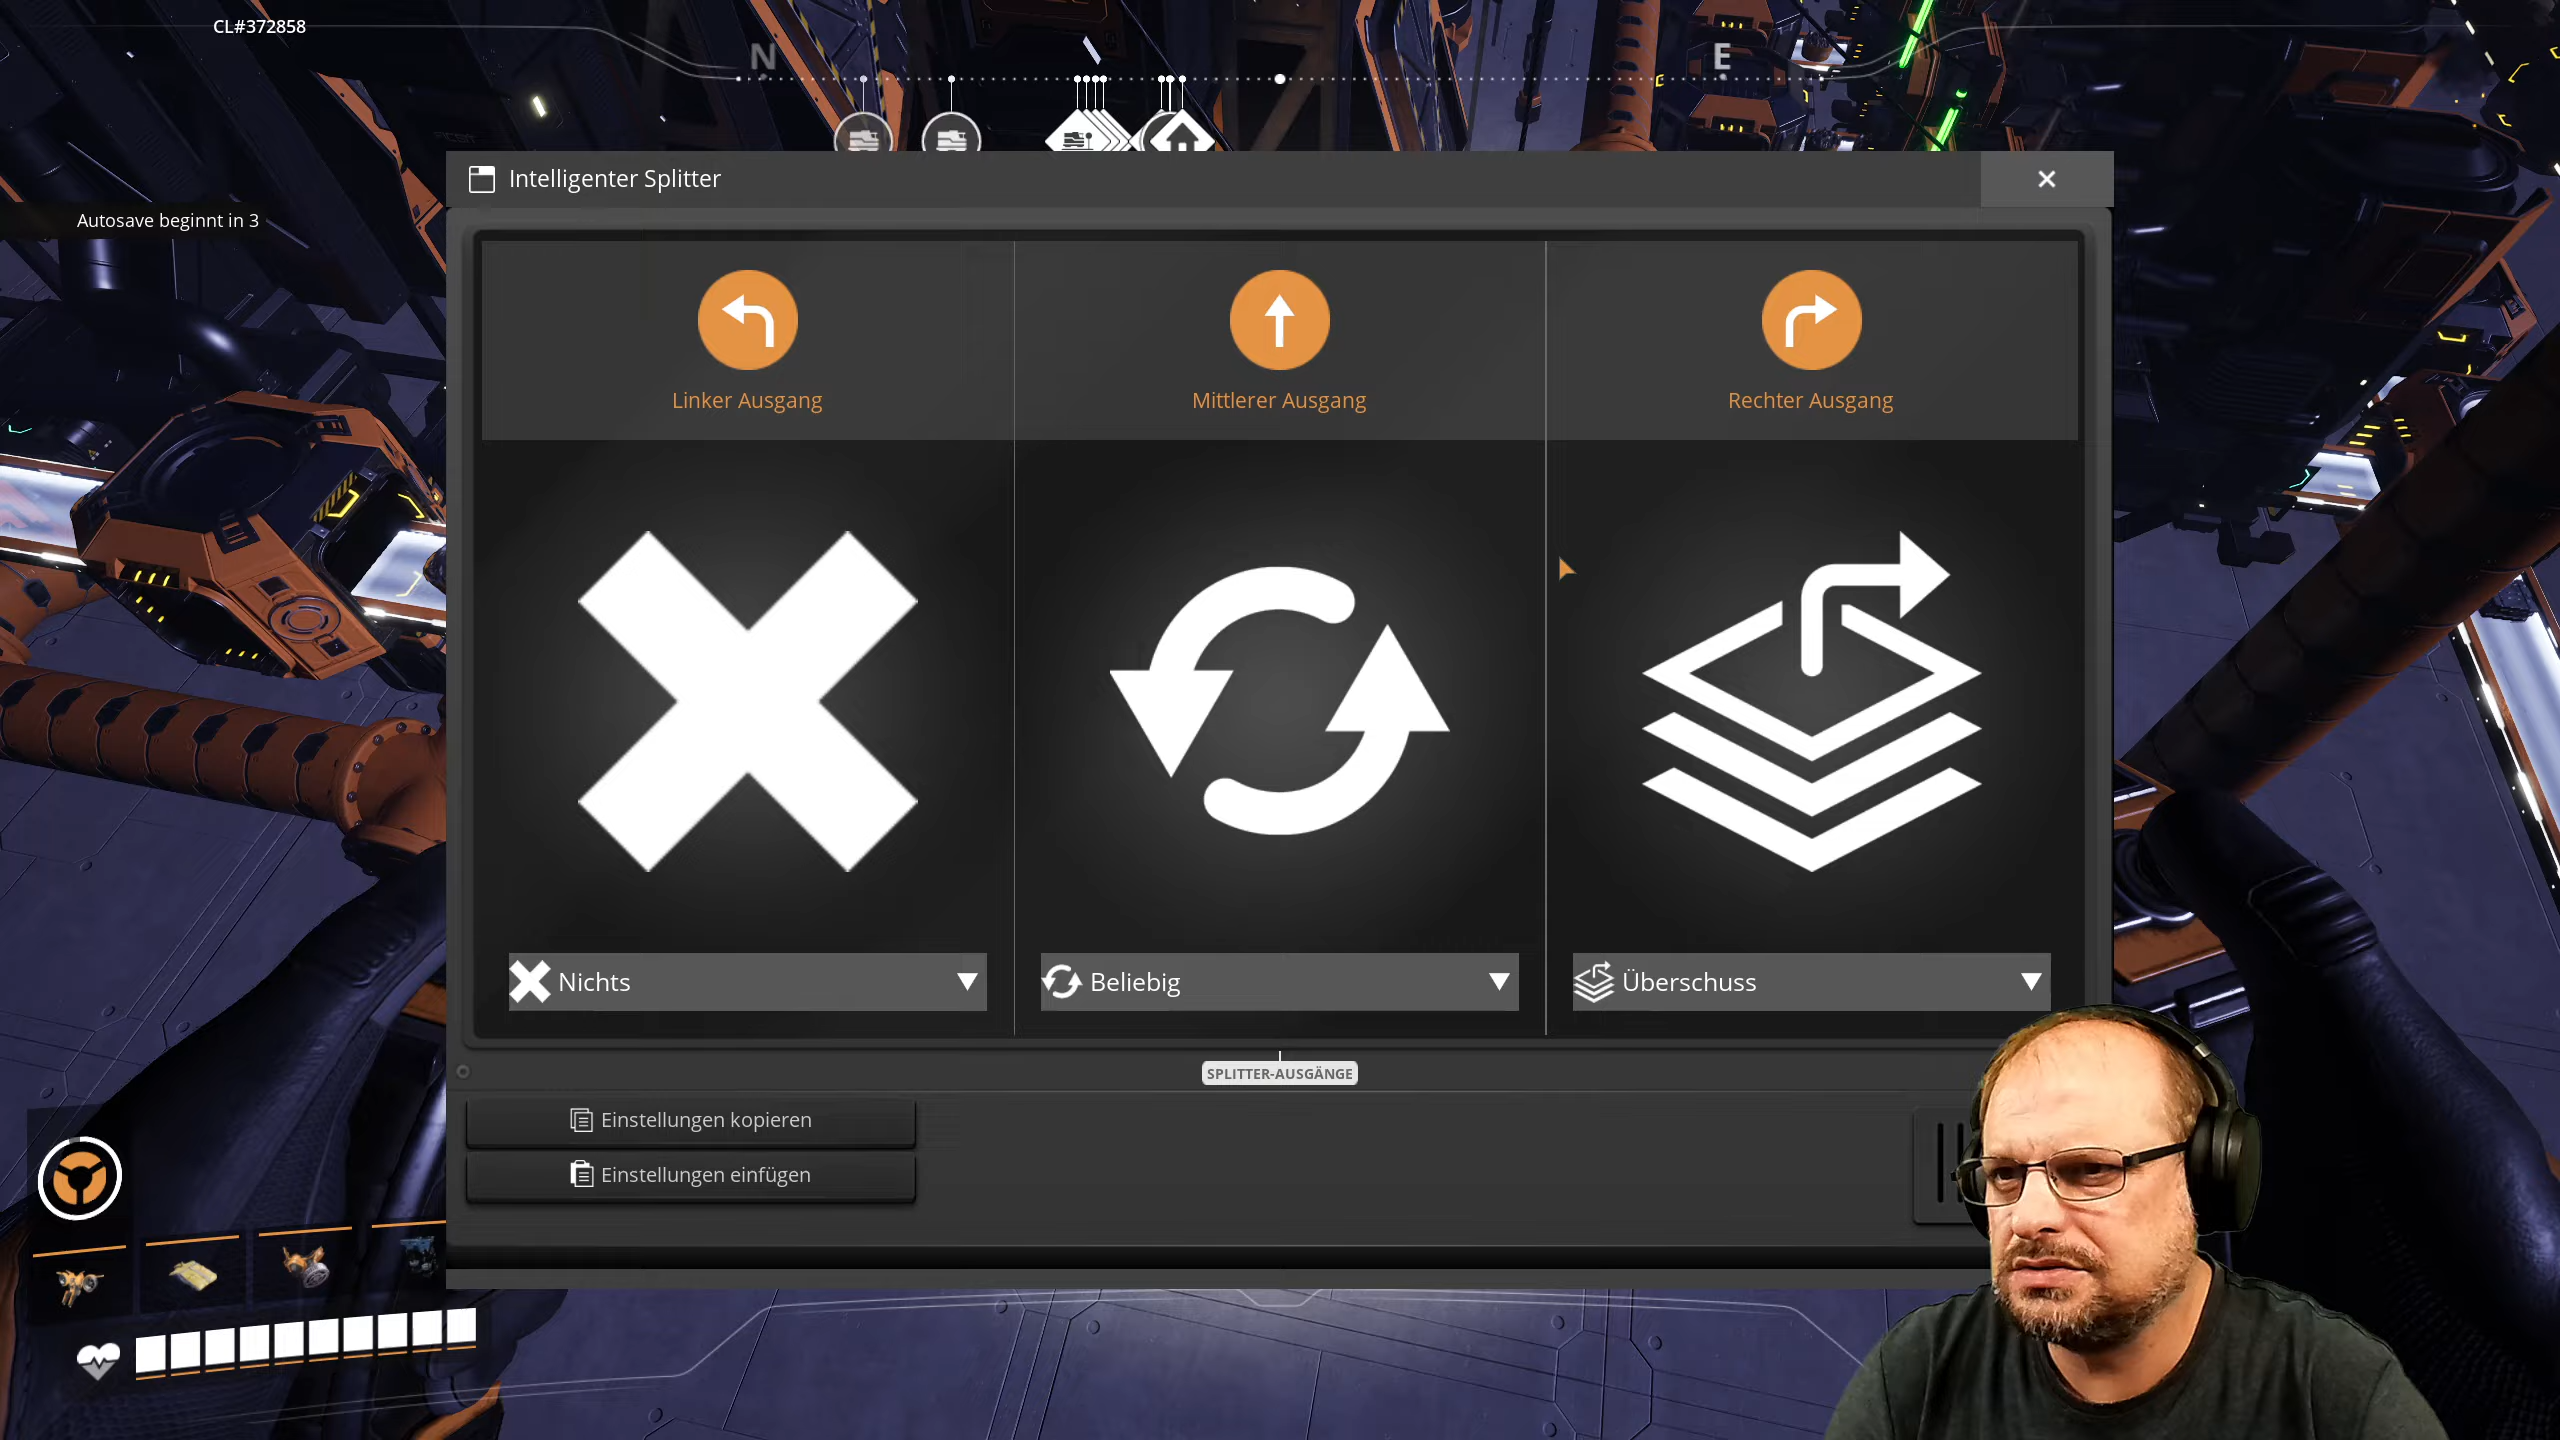 CL#372858
N
E
Intelligenter Splitter
Autosave beginnt in 3
Linker Ausgang
Mittlerer Ausgang
Rechter Ausgang
Nichts
Beliebig
Überschuss
SPLITTER-AUSGÄNGE
Einstellungen kopieren
Einstellungen einfügen